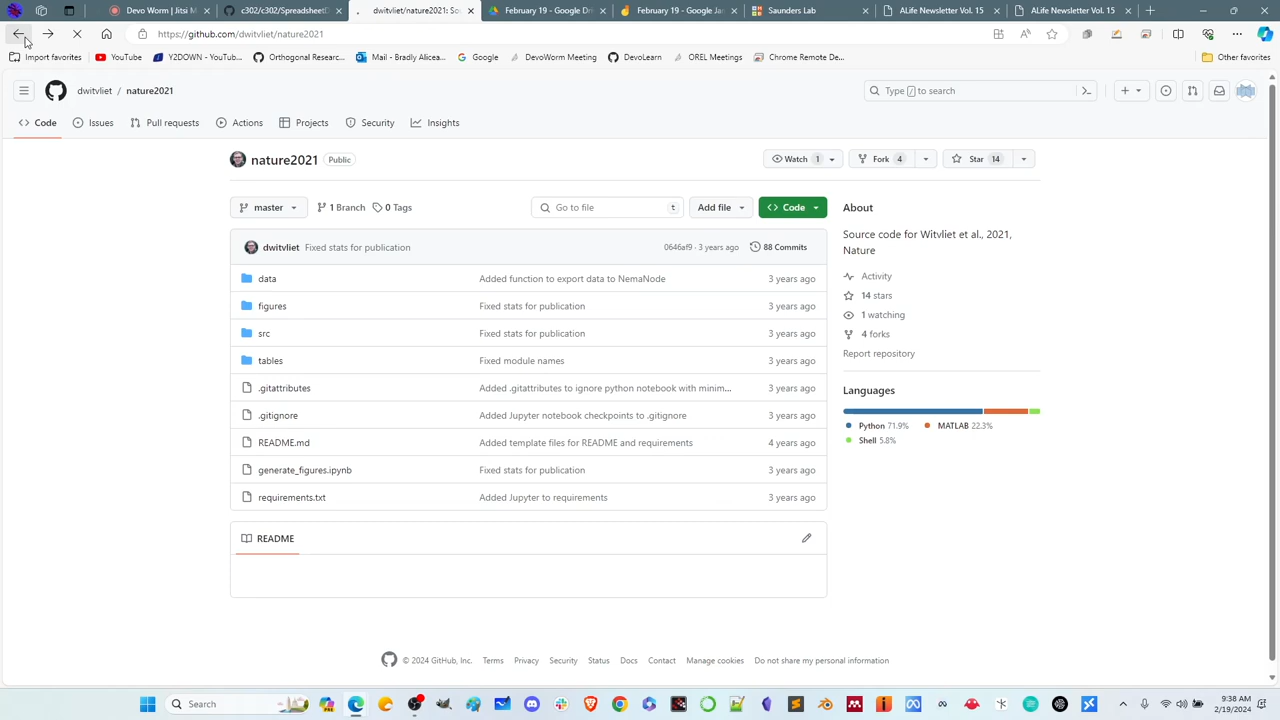 Devo Worm | Jitsi M
c302/c302/SpreadsheetD
dwitvliet/nature2021: So
February 19 - Google Dri
February 19 - Google Jan
Saunders Lab
ALife Newsletter Vol. 15
ALife Newsletter Vol. 15
https://github.com/dwitvliet/nature2021
Import favorites
YouTube
Y2DOWN - YouTub...
Orthogonal Researc...
Mail - Bradly Alicea...
Google
DevoWorm Meeting
DevoLearn
OREL Meetings
Chrome Remote De...
Other favorites
dwitvliet / nature2021
Type / to search
Code
Issues
Pull requests
Actions
Projects
Security
Insights
nature2021 Public
Watch 1
Fork 4
Star 14
master
1 Branch
0 Tags
Go to file t
Add file
Code
About
Source code for Witvliet et al., 2021,
Nature
dwitvliet Fixed stats for publication 0646af9 · 3 years ago 88 Commits
data Added function to export data to NemaNode 3 years ago
figures Fixed stats for publication 3 years ago
src Fixed stats for publication 3 years ago
tables Fixed module names 3 years ago
.gitattributes Added .gitattributes to ignore python notebook with minim... 3 years ago
.gitignore Added Jupyter notebook checkpoints to .gitignore 3 years ago
README.md Added template files for README and requirements 4 years ago
generate_figures.ipynb Fixed stats for publication 3 years ago
requirements.txt Added Jupyter to requirements 3 years ago
README
Activity
14 stars
1 watching
4 forks
Report repository
Languages
Python 71.9%
MATLAB 22.3%
Shell 5.8%
© 2024 GitHub, Inc. Terms Privacy Security Status Docs Contact Manage cookies Do not share my personal information
Search
9:38 AM
2/19/2024